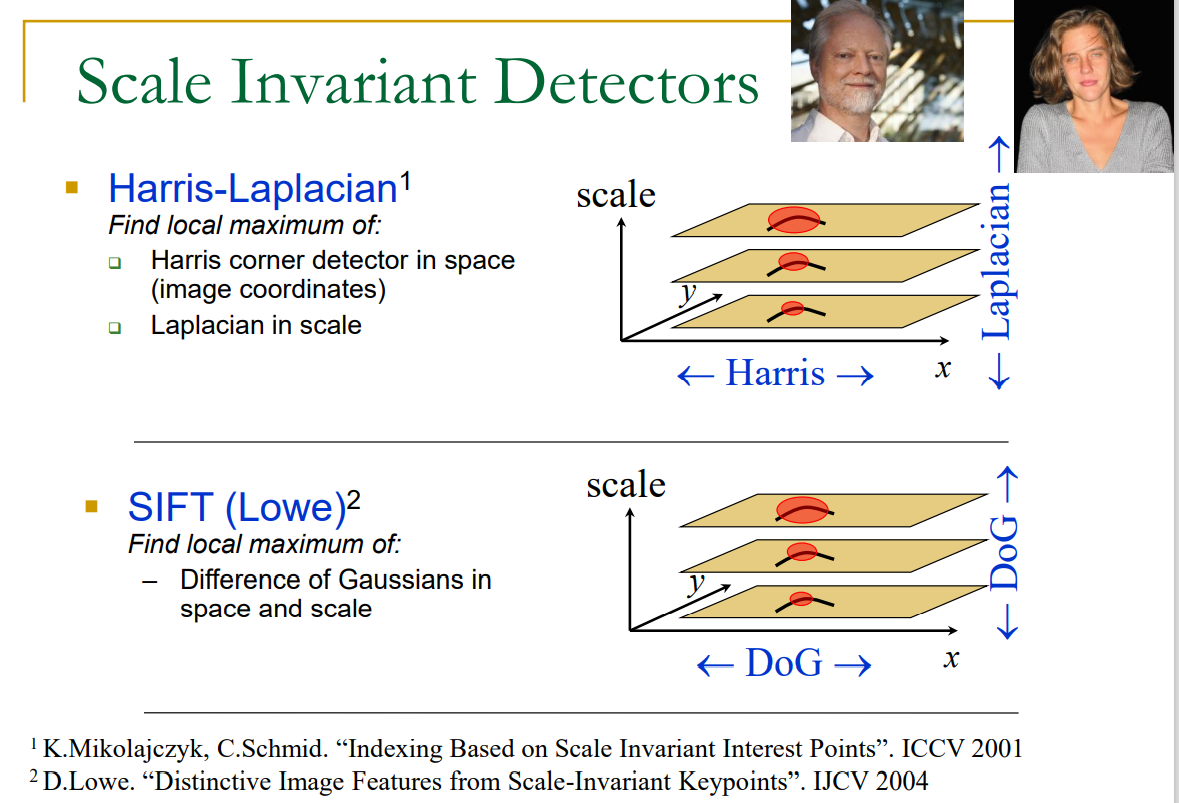 Scale Invariant Detectors
Harris-Laplacian¹
Find local maximum of:
Harris corner detector in space
(image coordinates)
Laplacian in scale
scale
y
x
← Harris →
← Laplacian →
SIFT (Lowe)²
Find local maximum of:
– Difference of Gaussians in
space and scale
scale
y
x
← DoG →
← DoG →
¹ K.Mikolajczyk, C.Schmid. “Indexing Based on Scale Invariant Interest Points”. ICCV 2001
² D.Lowe. “Distinctive Image Features from Scale-Invariant Keypoints”. IJCV 2004